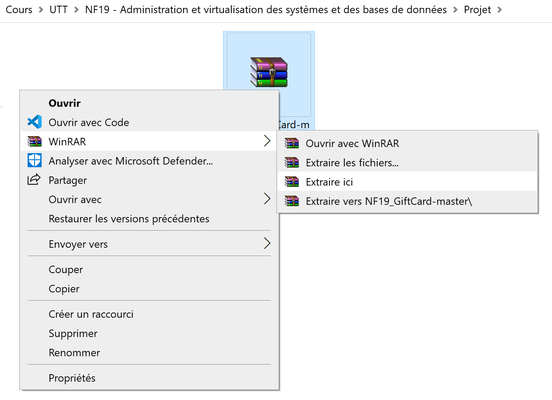 Cours > UTT > NF19 - Administration et virtualisation des systèmes et des bases de données > Projet >
Card-m
Ouvrir
Ouvrir avec Code
WinRAR
Analyser avec Microsoft Defender...
Partager
Ouvrir avec
Restaurer les versions précédentes
Envoyer vers
Couper
Copier
Créer un raccourci
Supprimer
Renommer
Propriétés
Ouvrir avec WinRAR
Extraire les fichiers...
Extraire ici
Extraire vers NF19_GiftCard-master\